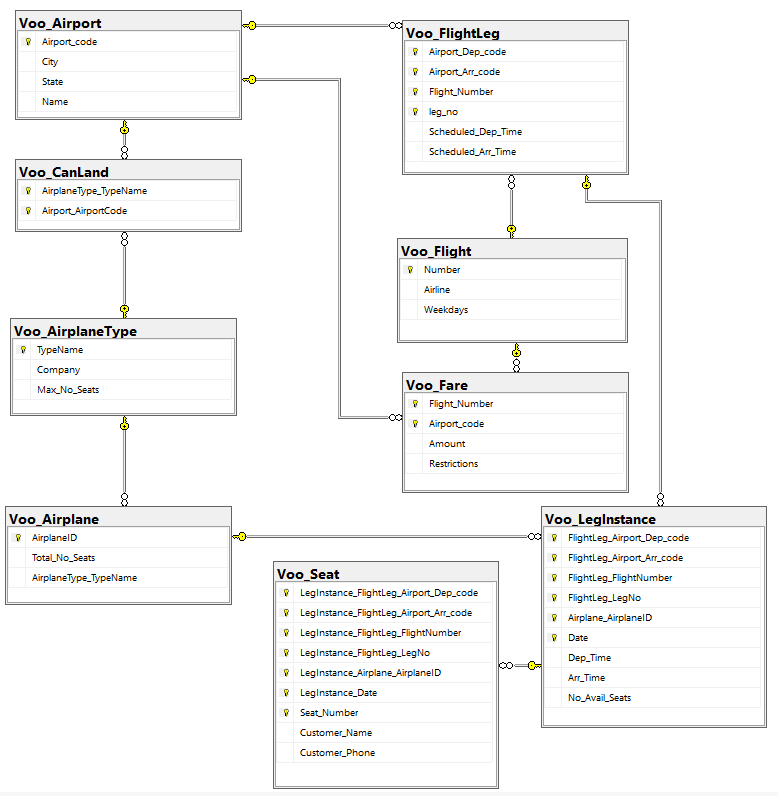 Voo_Airport
Airport_code
City
State
Name
Voo_FlightLeg
Airport_Dep_code
Airport_Arr_code
Flight_Number
leg_no
Scheduled_Dep_Time
Scheduled_Arr_Time
Voo_CanLand
AirplaneType_TypeName
Airport_AirportCode
Voo_Flight
Number
Airline
Weekdays
Voo_AirplaneType
TypeName
Company
Max_No_Seats
Voo_Fare
Flight_Number
Airport_code
Amount
Restrictions
Voo_Airplane
AirplaneID
Total_No_Seats
AirplaneType_TypeName
Voo_LegInstance
FlightLeg_Airport_Dep_code
FlightLeg_Airport_Arr_code
FlightLeg_FlightNumber
FlightLeg_LegNo
Airplane_AirplaneID
Date
Dep_Time
Arr_Time
No_Avail_Seats
Voo_Seat
LegInstance_FlightLeg_Airport_Dep_code
LegInstance_FlightLeg_Airport_Arr_code
LegInstance_FlightLeg_FlightNumber
LegInstance_FlightLeg_LegNo
LegInstance_Airplane_AirplaneID
LegInstance_Date
Seat_Number
Customer_Name
Customer_Phone